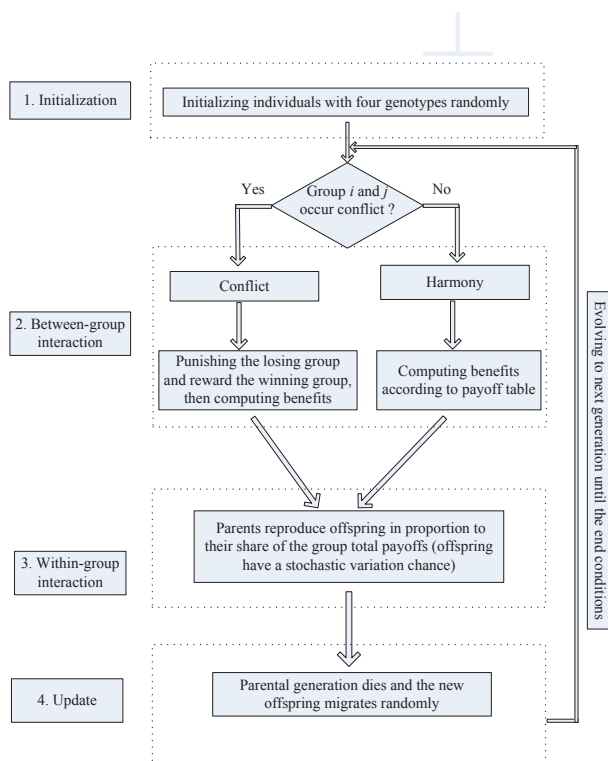 1. Initialization
Initializing individuals with four genotypes randomly
Yes
Group i and j
occur conflict ?
No
Conflict
Harmony
2. Between-group
interaction
Punishing the losing group
and reward the winning group,
then computing benefits
Computing benefits
according to payoff table
Evolving to next generation until the end conditions
3. Within-group
interaction
Parents reproduce offspring in proportion to
their share of the group total payoffs (offspring
have a stochastic variation chance)
4. Update
Parental generation dies and the new
offspring migrates randomly